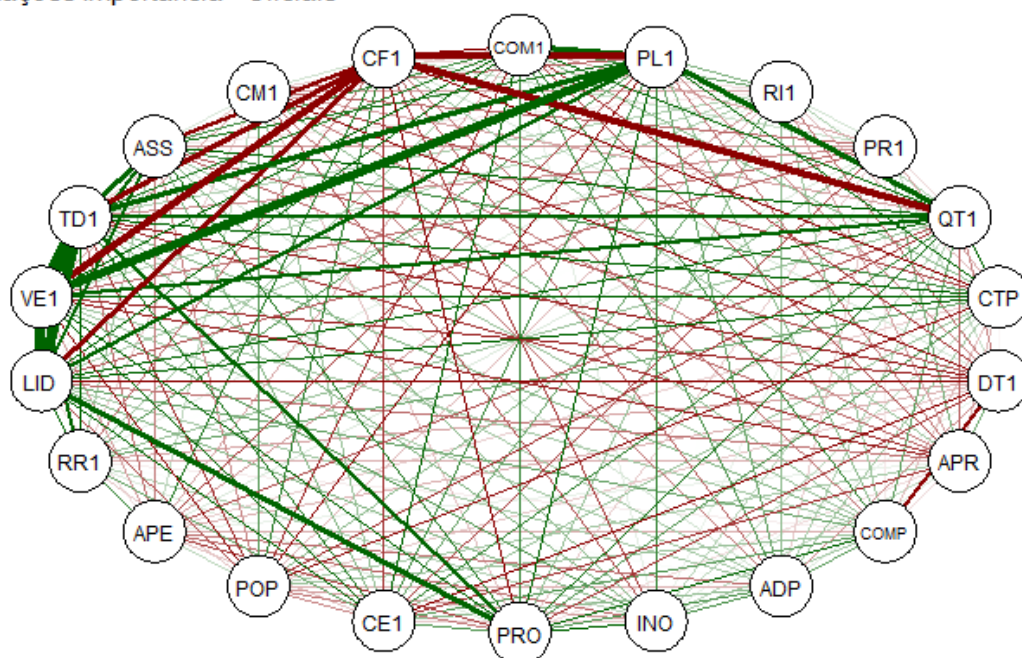 COM1
CF1 PL1
CM1 RI1
ASS PR1
TD1 QT1
VE1 CTP
LID DT1
RR1 APR
APE COMP
POP ADP
CE1 INO
PRO